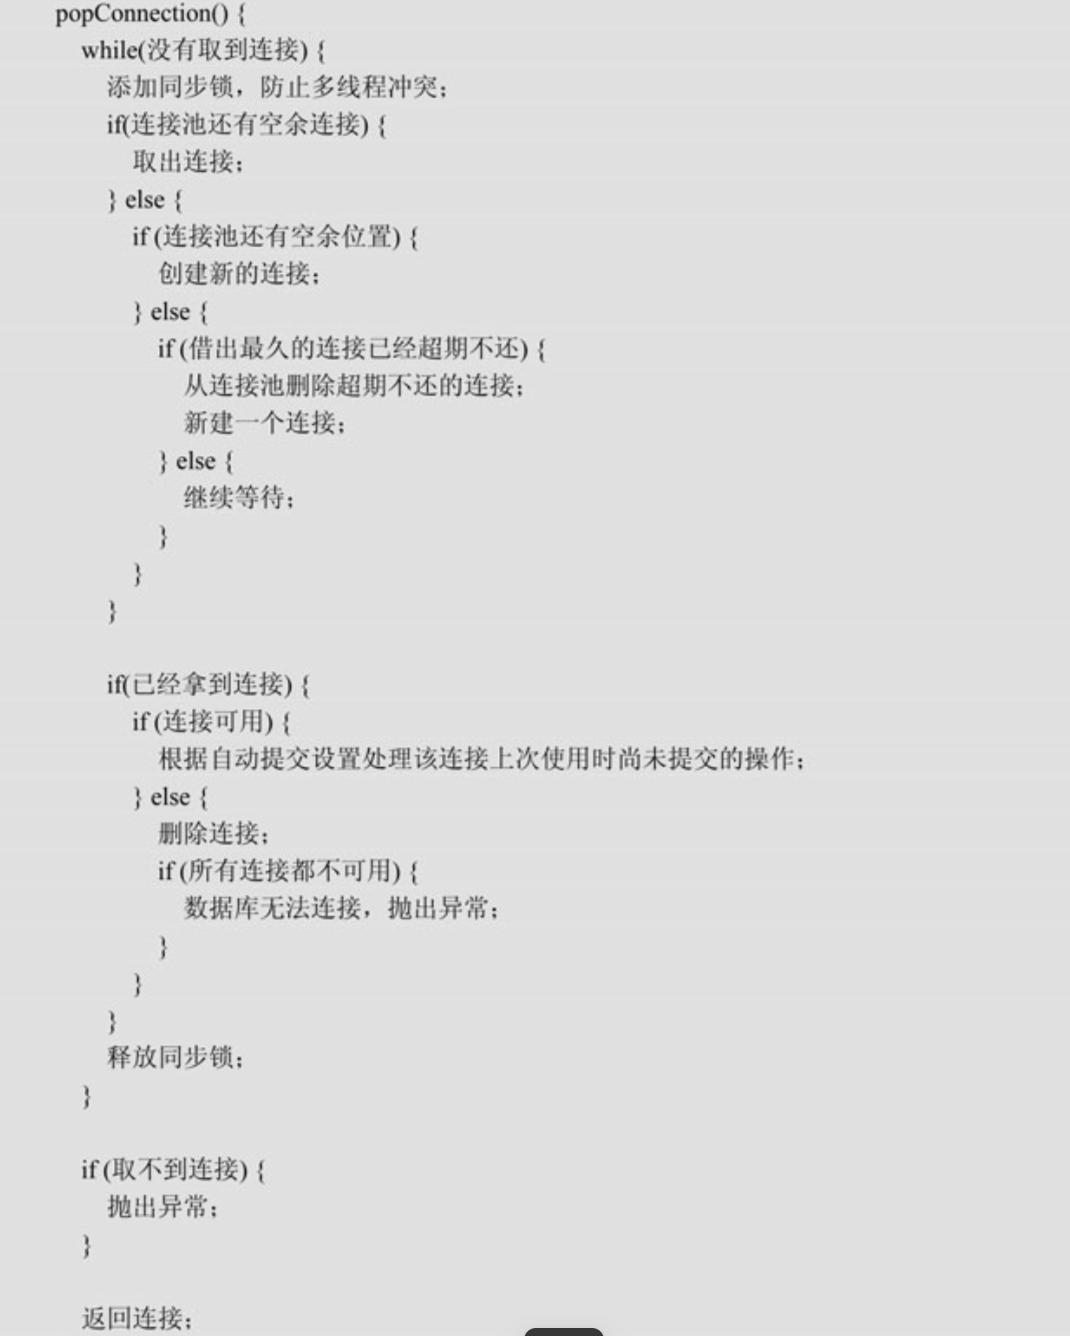 popConnection() {
while(没有取到连接) {
添加同步锁，防止多线程冲突；
if(连接池还有空余连接) {
取出连接；
} else {
if (连接池还有空余位置) {
创建新的连接；
} else {
if (借出最久的连接已经超期不还) {
从连接池删除超期不还的连接；
新建一个连接；
} else {
继续等待；
}
}
}
if(已经拿到连接) {
if (连接可用) {
根据自动提交设置处理该连接上次使用时尚未提交的操作；
} else {
删除连接；
if (所有连接都不可用) {
数据库无法连接，抛出异常；
}
}
}
释放同步锁；
}
if (取不到连接) {
抛出异常；
}
返回连接；